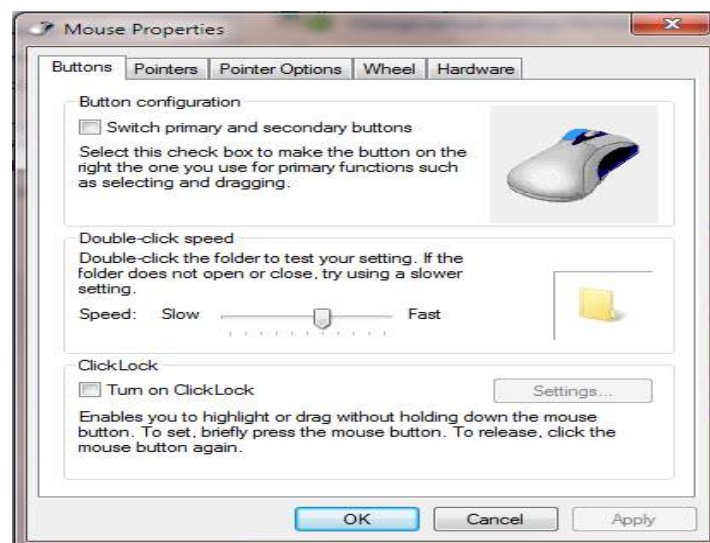 Mouse Properties
Buttons Pointers Pointer Options Wheel Hardware
Button configuration
Switch primary and secondary buttons
Select this check box to make the button on the
right the one you use for primary functions such
as selecting and dragging.
Double-click speed
Double-click the folder to test your setting. If the
folder does not open or close, try using a slower
setting.
Speed: Slow Fast
ClickLock
Turn on ClickLock Settings...
Enables you to highlight or drag without holding down the mouse
button. To set, briefly press the mouse button. To release, click the
mouse button again.
OK Cancel Apply